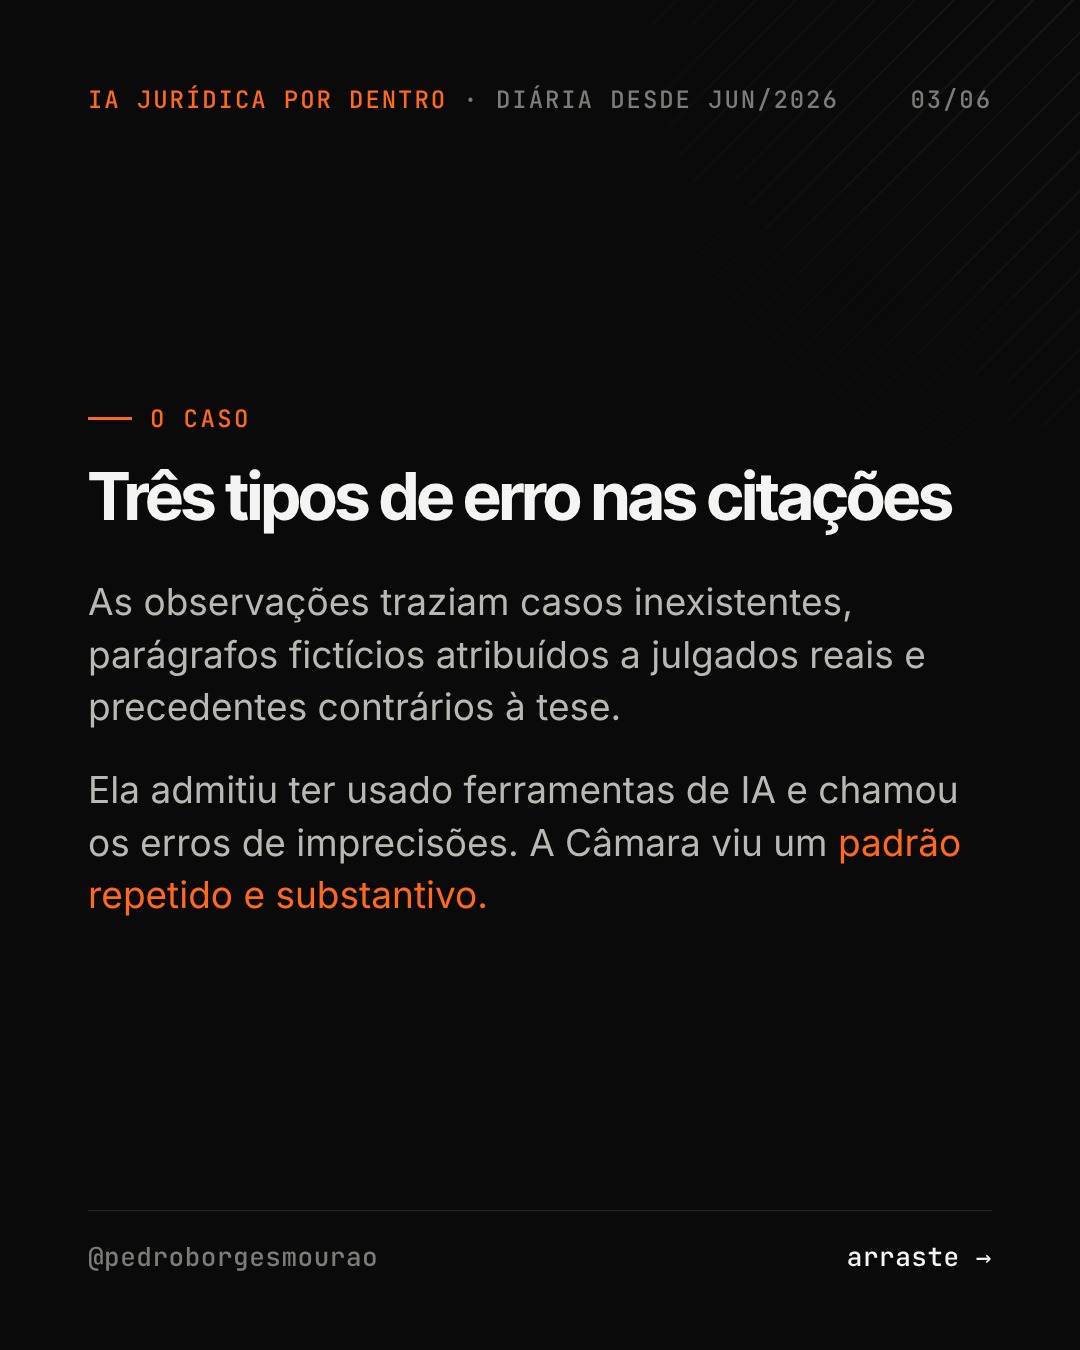 IA JURÍDICA POR DENTRO · DIÁRIA DESDE JUN/2026 03/06
O CASO
Três tipos de erro nas citações
As observações traziam casos inexistentes,
parágrafos fictícios atribuídos a julgados reais e
precedentes contrários à tese.
Ela admitiu ter usado ferramentas de IA e chamou
os erros de imprecisões. A Câmara viu um padrão
repetido e substantivo.
@pedroborgesmourao arraste →